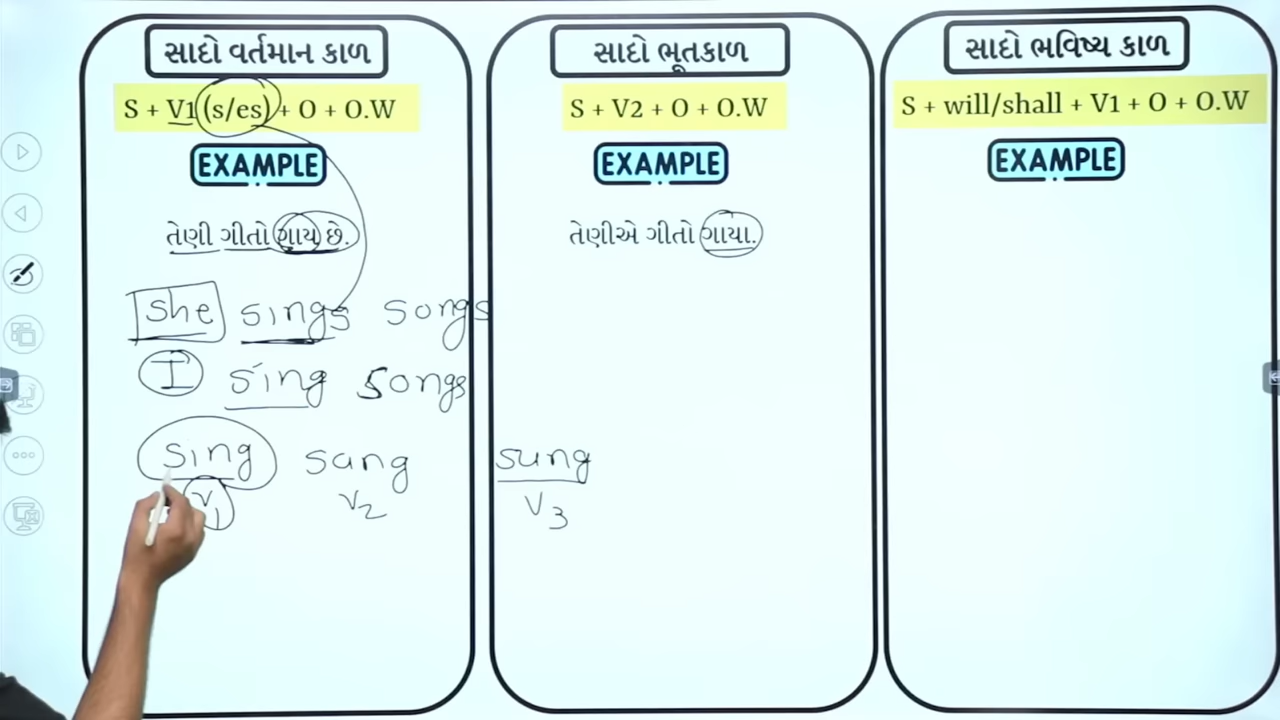 સાદો વર્તમાન કાળ
S + V1 (s/es) + O + O.W
EXAMPLE
તેણી ગીતો ગાય છે.
she sings songs
I sing songs
sing sang sung
V1 V2 V3
સાદો ભૂતકાળ
S + V2 + O + O.W
EXAMPLE
તેણીએ ગીતો ગાયા.
સાદો ભવિષ્ય કાળ
S + will/shall + V1 + O + O.W
EXAMPLE